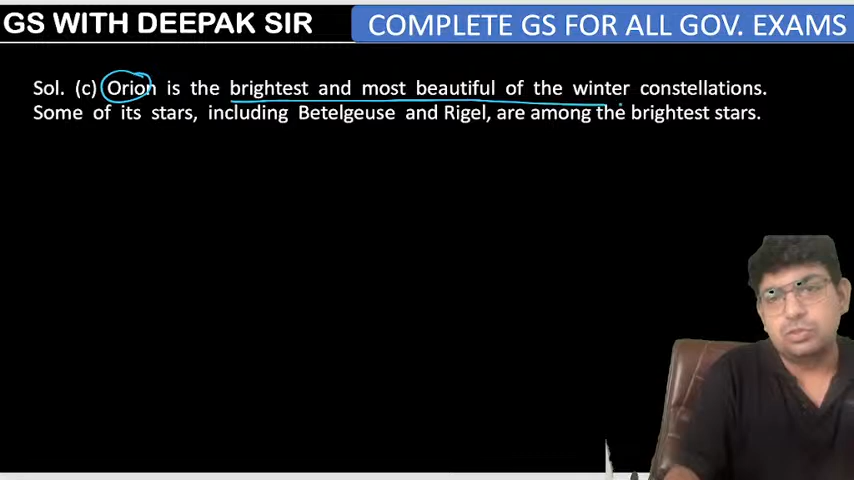 GS WITH DEEPAK SIR
COMPLETE GS FOR ALL GOV. EXAMS
Sol. (c) Orion is the brightest and most beautiful of the winter constellations.
Some of its stars, including Betelgeuse and Rigel, are among the brightest stars.